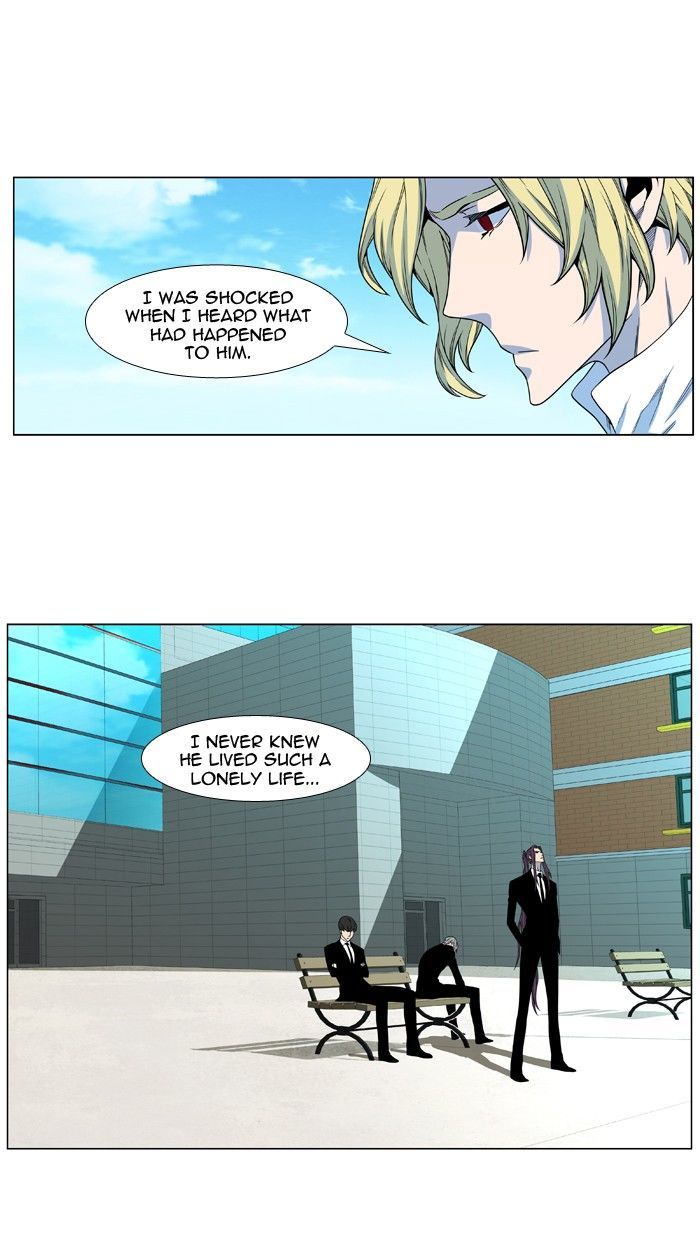 I WAS SHOCKED
WHEN I HEARD WHAT
HAD HAPPENED
TO HIM.
I NEVER KNEW
HE LIVED SUCH A
LONELY LIFE...